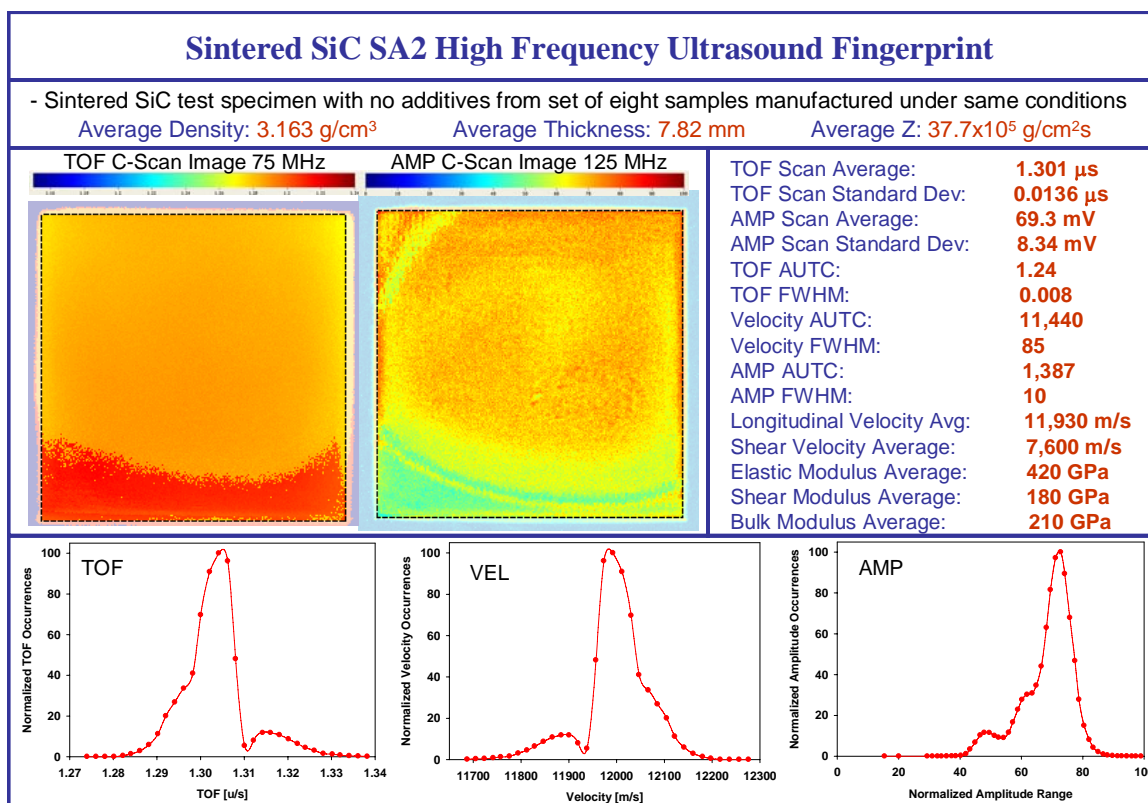 Sintered SiC SA2 High Frequency Ultrasound Fingerprint
- Sintered SiC test specimen with no additives from set of eight samples manufactured under same conditions
Average Density: 3.163 g/cm³ Average Thickness: 7.82 mm Average Z: 37.7x10⁵ g/cm²s
TOF C-Scan Image 75 MHz AMP C-Scan Image 125 MHz
TOF Scan Average: 1.301 μs
TOF Scan Standard Dev: 0.0136 μs
AMP Scan Average: 69.3 mV
AMP Scan Standard Dev: 8.34 mV
TOF AUTC: 1.24
TOF FWHM: 0.008
Velocity AUTC: 11,440
Velocity FWHM: 85
AMP AUTC: 1,387
AMP FWHM: 10
Longitudinal Velocity Avg: 11,930 m/s
Shear Velocity Average: 7,600 m/s
Elastic Modulus Average: 420 GPa
Shear Modulus Average: 180 GPa
Bulk Modulus Average: 210 GPa
TOF
Normalized TOF Occurrences
100
80
60
40
20
0
1.27 1.28 1.29 1.30 1.31 1.32 1.33 1.34
TOF [u/s]
VEL
Normalized Velocity Occurrences
100
80
60
40
20
0
11700 11800 11900 12000 12100 12200 12300
Velocity [m/s]
AMP
Normalized Amplitude Occurrences
100
80
60
40
20
0
0 20 40 60 80 10
Normalized Amplitude Range